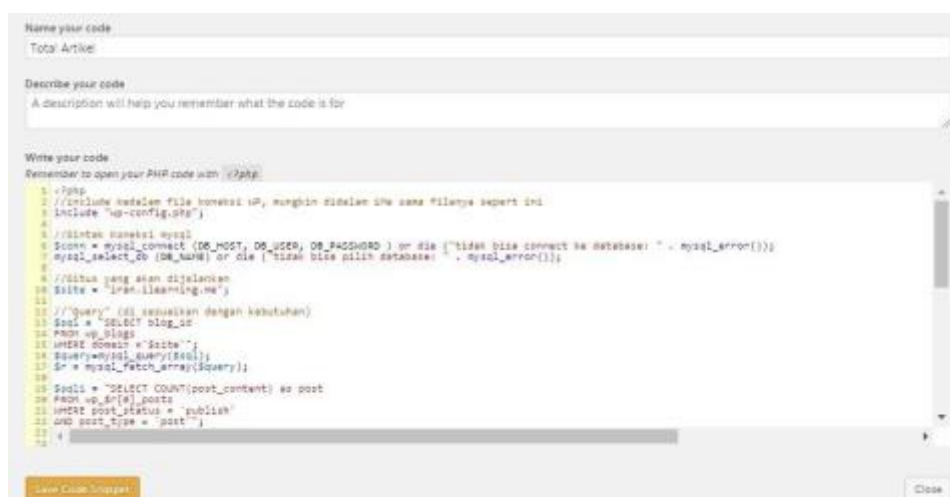 Name your code
Total Artikel
Describe your code
A description will help you remember what the code is for
Write your code
Remember to open your PHP code with <?php
1 <?php
2 //include kedalam file koneksi WP, mungkin didalam iMe sama filenya sepert ini
3 include "wp-config.php";
4
5 //Sintak koneksi mysql
6 $conn = mysql_connect (DB_HOST, DB_USER, DB_PASSWORD ) or die ("tidak bisa connect ke database: " . mysql_error());
7 mysql_select_db (DB_NAME) or die ("tidak bisa pilih database: " . mysql_error());
8
9 //Situs yang akan dijalankan
10 $site = "iren.ilearning.me";
11
12 //"Query" (di sesuaikan dengan kebutuhan)
13 $sql = "SELECT blog_id
14 FROM wp_blogs
15 WHERE domain ='$site'";
16 $query=mysql_query($sql);
17 $r = mysql_fetch_array($query);
18
19 $sql1 = "SELECT COUNT(post_content) as post
20 FROM wp_$r[0]_posts
21 WHERE post_status = 'publish'
22 AND post_type = 'post'";
23
Save Code Snippet
Close